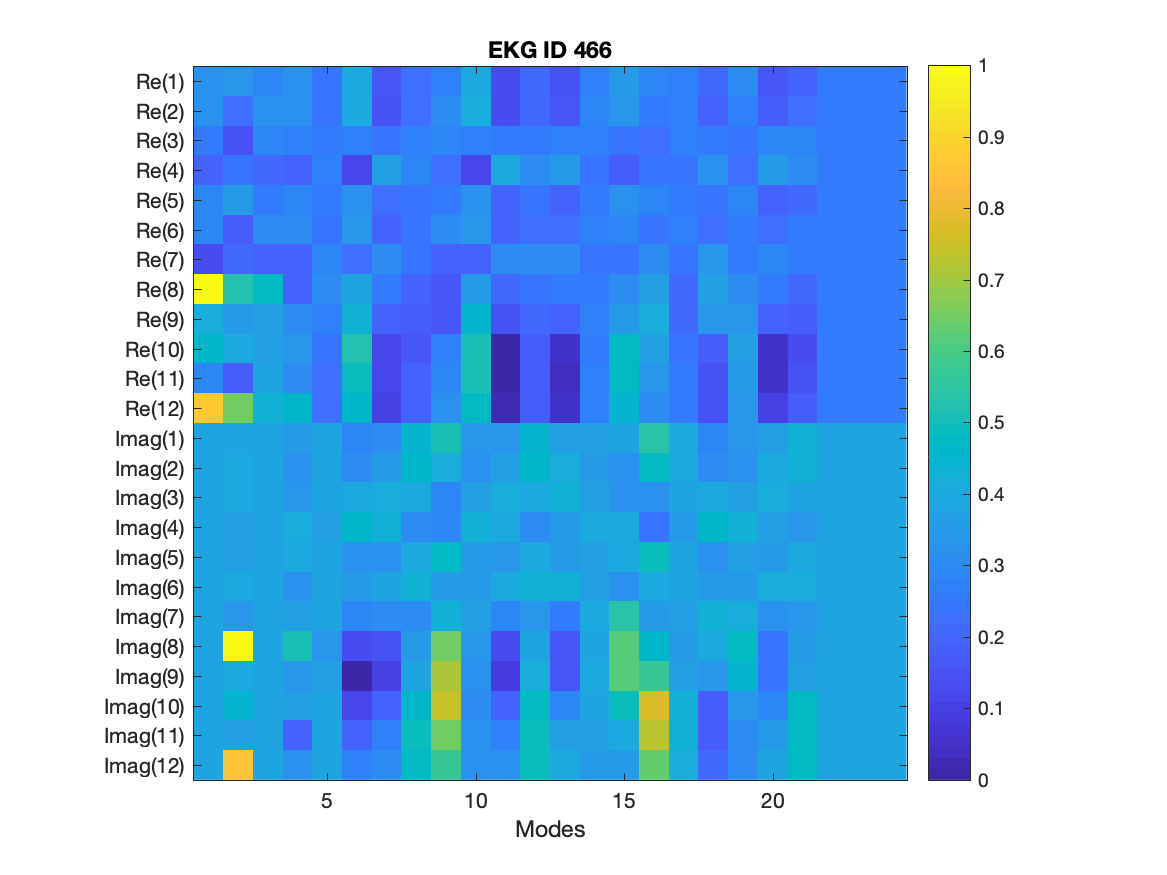 EKG ID 466
Re(1)
Re(2)
Re(3)
Re(4)
Re(5)
Re(6)
Re(7)
Re(8)
Re(9)
Re(10)
Re(11)
Re(12)
Imag(1)
Imag(2)
Imag(3)
Imag(4)
Imag(5)
Imag(6)
Imag(7)
Imag(8)
Imag(9)
Imag(10)
Imag(11)
Imag(12)
5 10 15 20
Modes
1
0.9
0.8
0.7
0.6
0.5
0.4
0.3
0.2
0.1
0